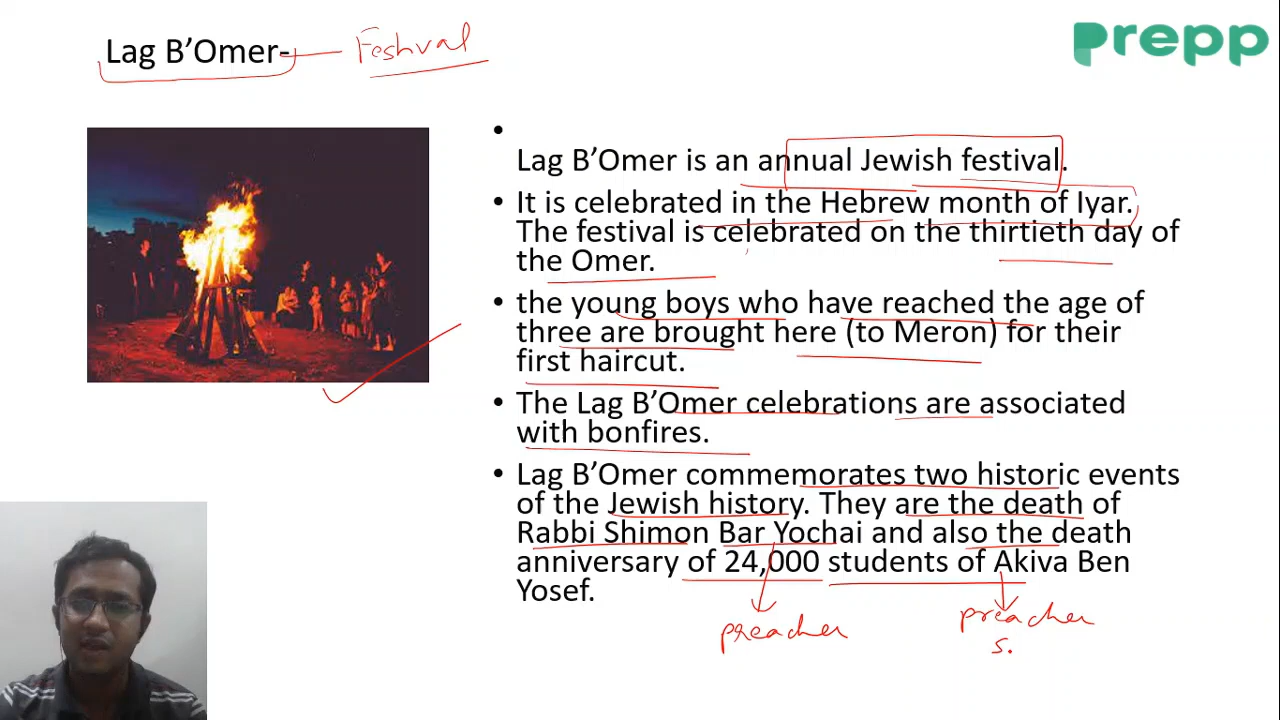 Lag B’Omer-
Festival
prepp
•
Lag B’Omer is an annual Jewish festival.
• It is celebrated in the Hebrew month of Iyar.
The festival is celebrated on the thirtieth day of
the Omer.
• the young boys who have reached the age of
three are brought here (to Meron) for their
first haircut.
• The Lag B’Omer celebrations are associated
with bonfires.
• Lag B’Omer commemorates two historic events
of the Jewish history. They are the death of
Rabbi Shimon Bar Yochai and also the death
anniversary of 24,000 students of Akiva Ben
Yosef.
preacher
preacher
s.